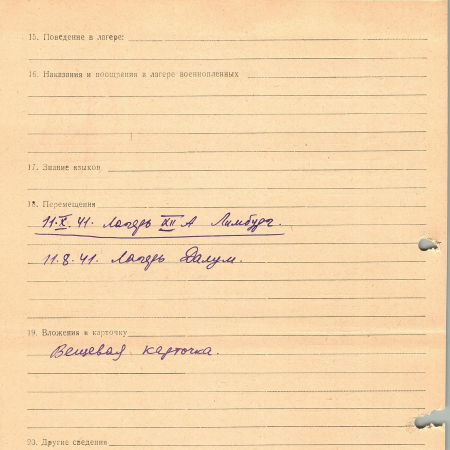 15. Поведение в лагере:
16. Наказания и поощрения в лагере военнопленных
17. Знание языков
18. Перемещения
11.X.41. Лагерь XII А Лимбург.
11.8.41. Лагерь Далум.
19. Вложения в карточку
Вещевая карточка.
20. Другие сведения